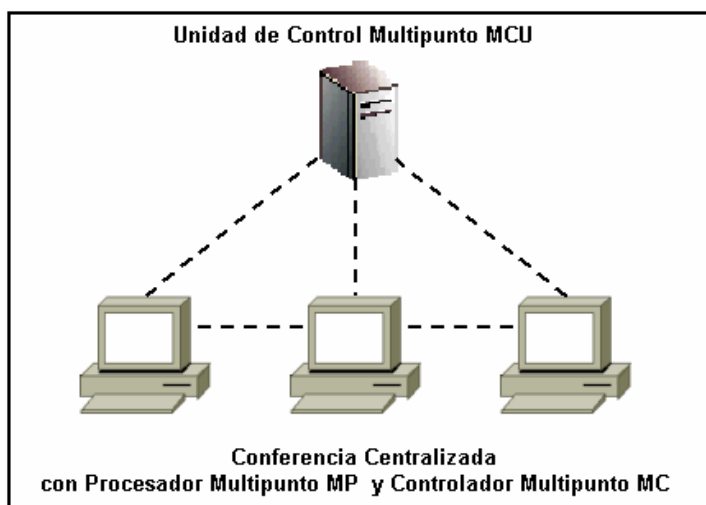 Unidad de Control Multipunto MCU
Conferencia Centralizada
con Procesador Multipunto MP y Controlador Multipunto MC